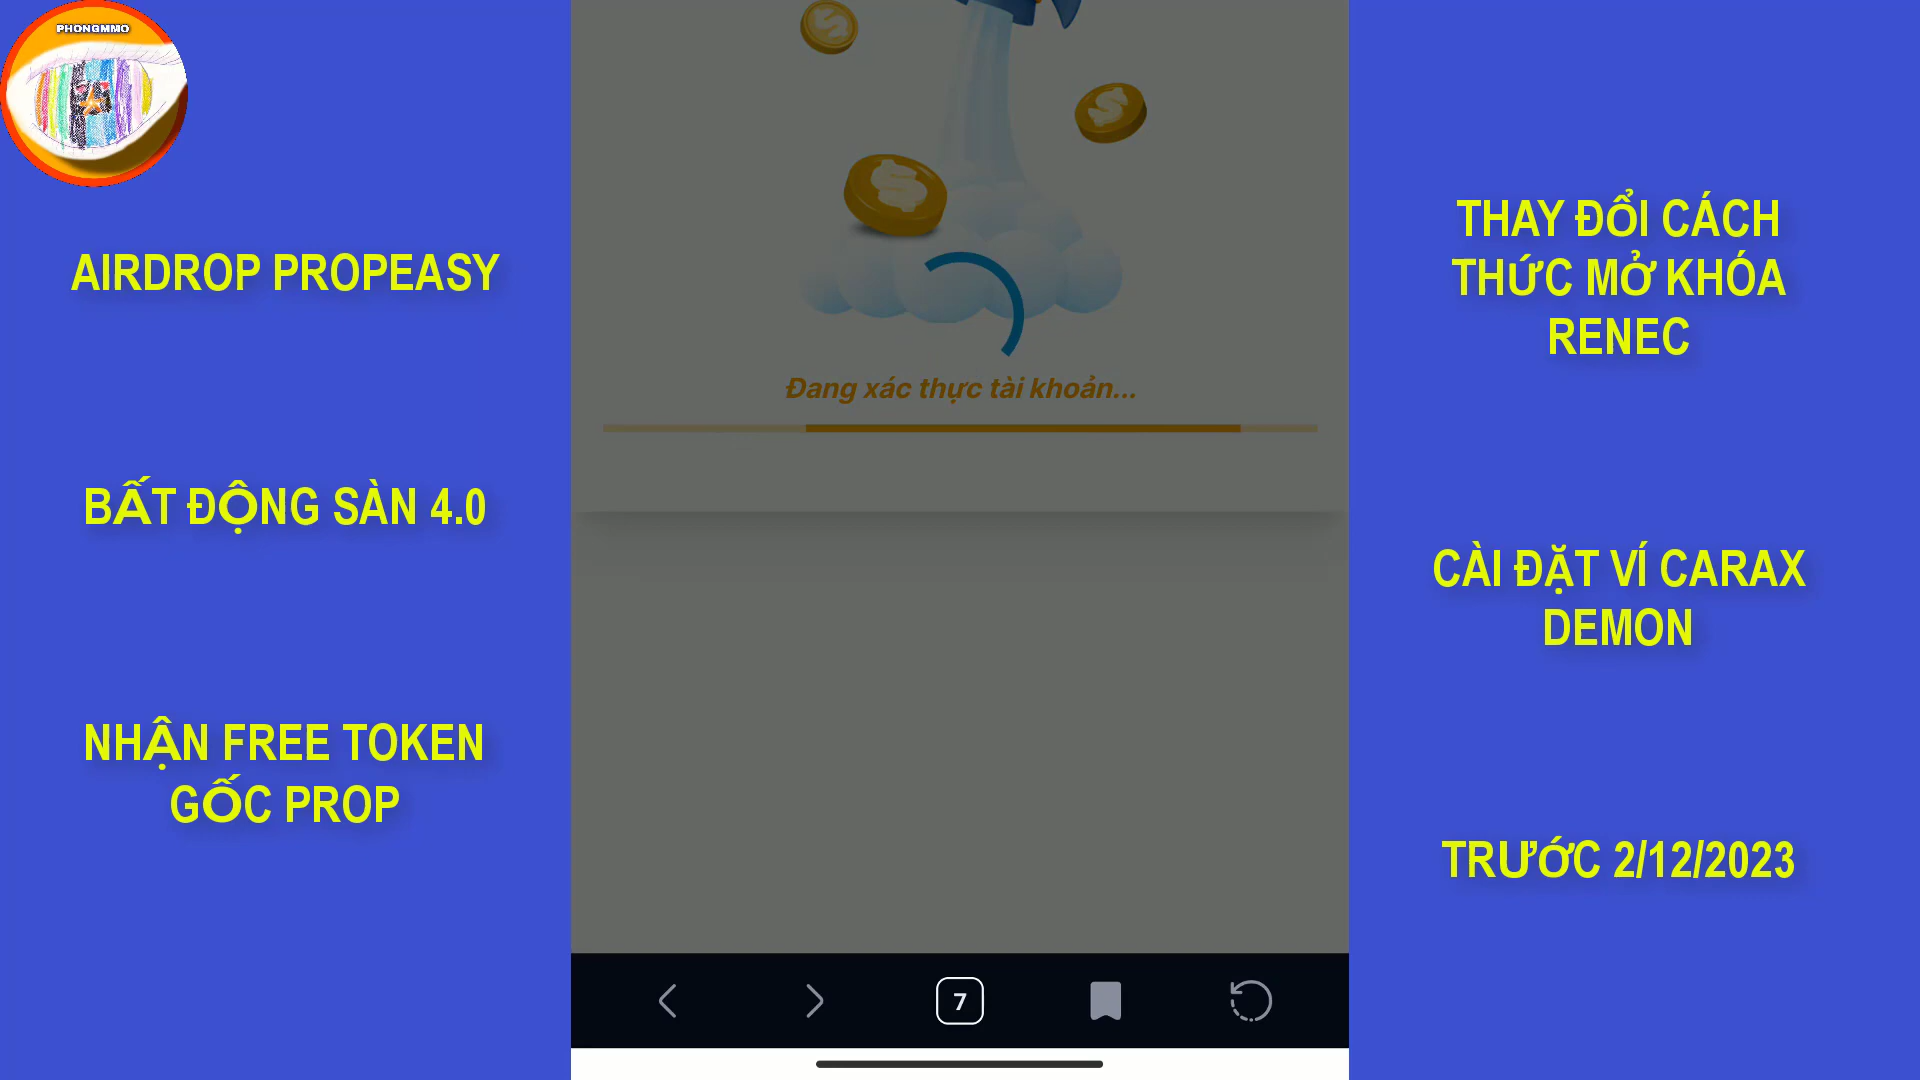 PHONGMMO
AIRDROP PROPEASY
BẤT ĐỘNG SÀN 4.0
NHẬN FREE TOKEN
GỐC PROP
Đang xác thực tài khoản...
7
THAY ĐỔI CÁCH
THỨC MỞ KHÓA
RENEC
CÀI ĐẶT VÍ CARAX
DEMON
TRƯỚC 2/12/2023